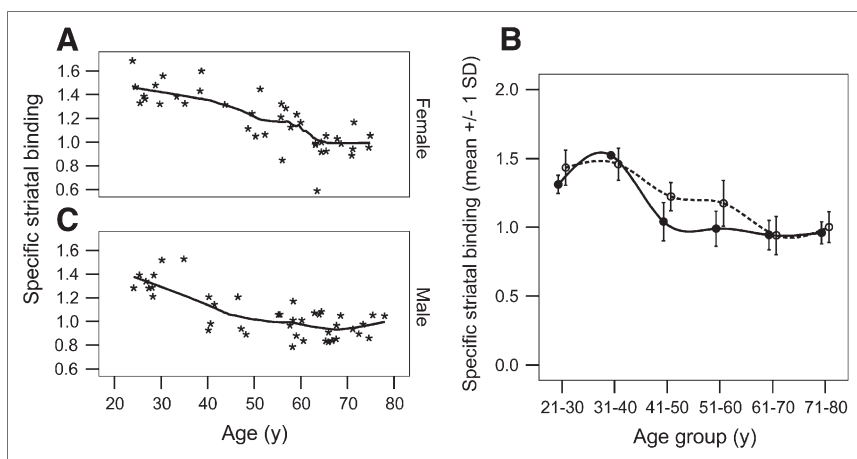 A
1.6
1.4
1.2
1.0
0.8
0.6
Female
C
1.6
1.4
1.2
1.0
0.8
0.6
Male
Specific striatal binding
20 30 40 50 60 70 80
Age (y)
B
Specific striatal binding (mean +/- 1 SD)
2.0
1.5
1.0
0.5
0.0
21-30 31-40 41-50 51-60 61-70 71-80
Age group (y)